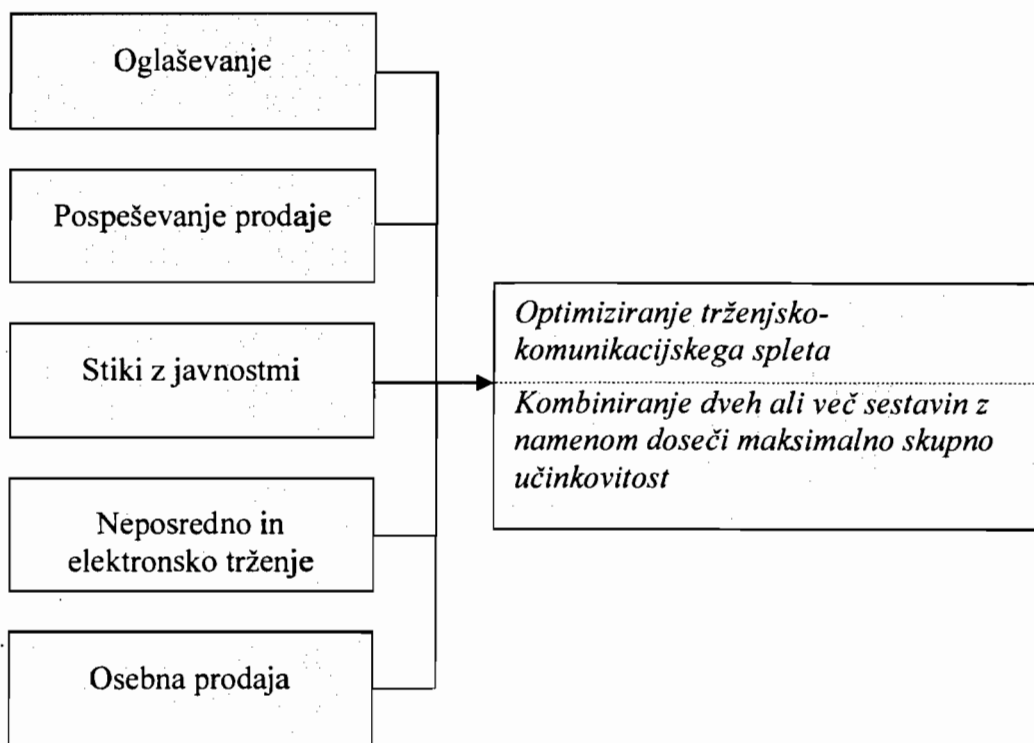 Oglaševanje
Pospeševanje prodaje
Stiki z javnostmi
Neposredno in
elektronsko trženje
Osebna prodaja
Optimiziranje trženjsko-
komunikacijskega spleta
Kombiniranje dveh ali več sestavin z
namenom doseči maksimalno skupno
učinkovitost